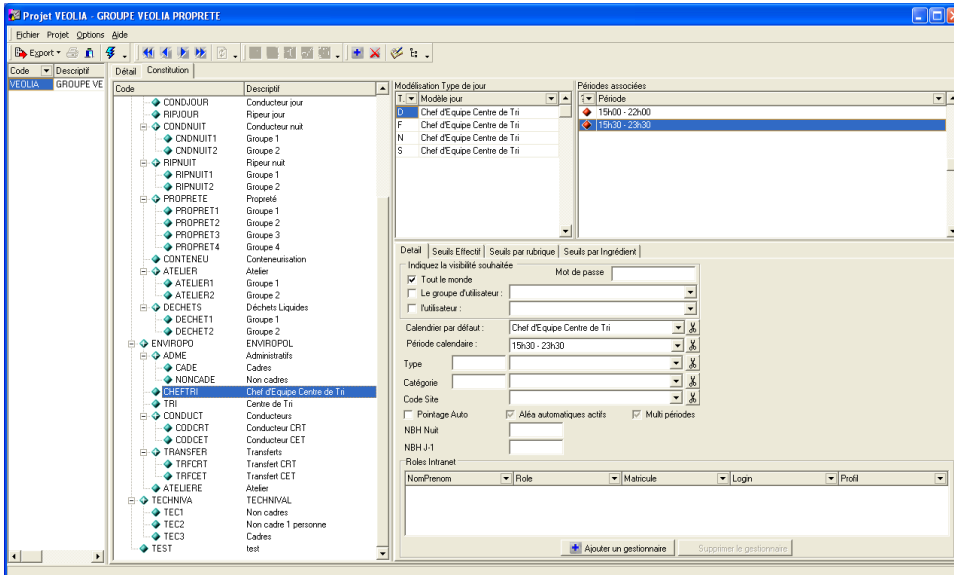 Projet VEOLIA - GROUPE VEOLIA PROPRETE
Fichier Projet Options Aide
Export
Code Descriptif
VEOLIA GROUPE VE
Détail Constitution
Code Descriptif
CONDJOUR Conducteur jour
RIPJOUR Ripeur jour
CONDNUIT Conducteur nuit
CNDNUIT1 Groupe 1
CNDNUIT2 Groupe 2
RIPNUIT Ripeur nuit
RIPNUIT1 Groupe 1
RIPNUIT2 Groupe 2
PROPRETE Propreté
PROPRET1 Groupe 1
PROPRET2 Groupe 2
PROPRET3 Groupe 3
PROPRET4 Groupe 4
CONTENEU Conteneurisation
ATELIER Atelier
ATELIER1 Groupe 1
ATELIER2 Groupe 2
DECHETS Déchets Liquides
DECHET1 Groupe 1
DECHET2 Groupe 2
ENVIROPO ENVIROPOL
ADME Administratifs
CADE Cadres
NONCADE Non cadres
CHEFTRI Chef d'Equipe Centre de Tri
TRI Centre de Tri
CONDUCT Conducteurs
CODCRT Conducteur CRT
CODCET Conducteur CET
TRANSFER Transferts
TRFCRT Transfert CRT
TRFCET Transfert CET
ATELIERE Atelier
TECHNIVA TECHNIVAL
TEC1 Non cadres
TEC2 Non cadre 1 personne
TEC3 Cadres
TEST test
Modélisation Type de jour
T.. Modèle jour
D Chef d'Equipe Centre de Tri
F Chef d'Equipe Centre de Tri
N Chef d'Equipe Centre de Tri
S Chef d'Equipe Centre de Tri
Périodes associées
Période
15h00 - 22h00
15h30 - 23h30
Detail Seuils Effectif Seuils par rubrique Seuils par Ingrédient
Indiquez la visibilité souhaitée
Mot de passe
Tout le monde
Le groupe d'utilisateur :
l'utilisateur :
Calendrier par défaut : Chef d'Equipe Centre de Tri
Période calendaire : 15h30 - 23h30
Type
Catégorie
Code Site
Pointage Auto Aléa automatiques actifs Multi périodes
NBH Nuit
NBH J-1
Roles Intranet
NomPrenom Role Matricule Login Profil
Ajouter un gestionnaire Supprimer le gestionnaire